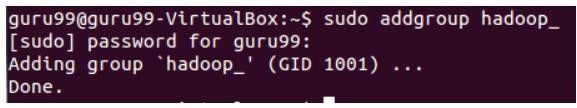 guru99@guru99-VirtualBox:~$ sudo addgroup hadoop_
[sudo] password for guru99:
Adding group `hadoop_' (GID 1001) ...
Done.